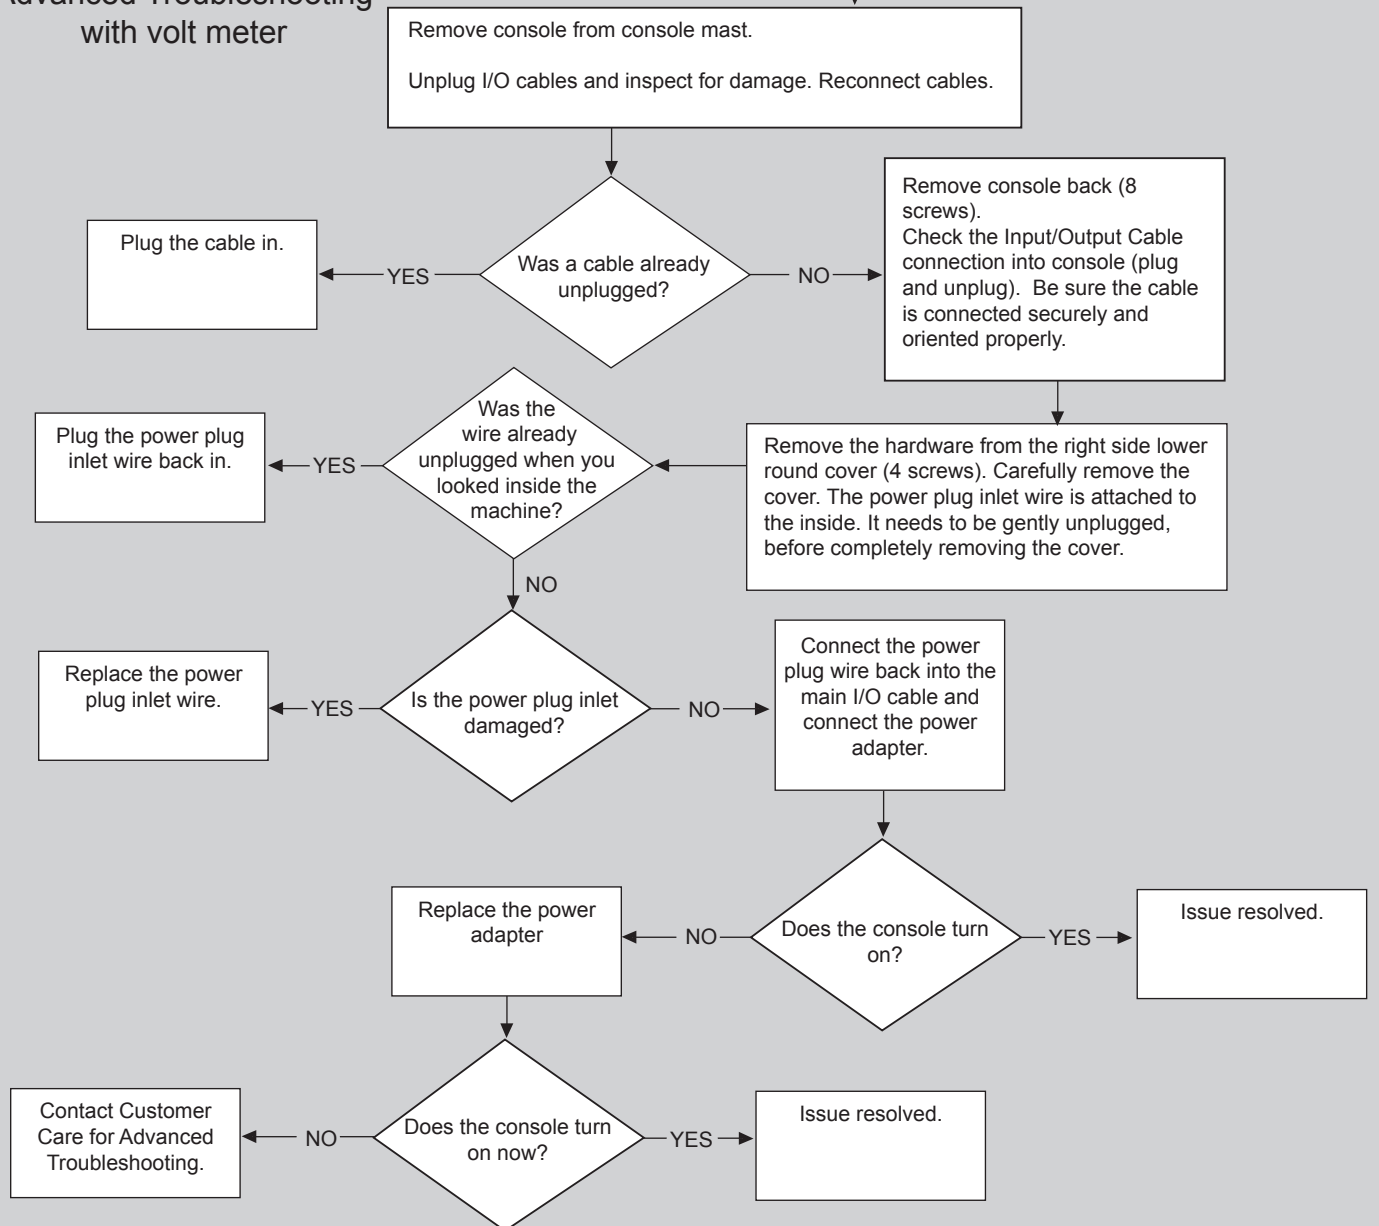 Advanced Troubleshooting
with volt meter
Remove console from console mast.
Unplug I/O cables and inspect for damage. Reconnect cables.
Was a cable already
unplugged?
YES
NO
Plug the cable in.
Remove console back (8
screws).
Check the Input/Output Cable
connection into console (plug
and unplug).  Be sure the cable
is connected securely and
oriented properly.
Remove the hardware from the right side lower
round cover (4 screws). Carefully remove the
cover. The power plug inlet wire is attached to
the inside. It needs to be gently unplugged,
before completely removing the cover.
Was the
wire already
unplugged when you
looked inside the
machine?
YES
Plug the power plug
inlet wire back in.
NO
Is the power plug inlet
damaged?
YES
Replace the power
plug inlet wire.
NO
Connect the power
plug wire back into the
main I/O cable and
connect the power
adapter.
Does the console turn
on?
YES
Issue resolved.
NO
Replace the power
adapter
Does the console turn
on now?
NO
Contact Customer
Care for Advanced
Troubleshooting.
YES
Issue resolved.